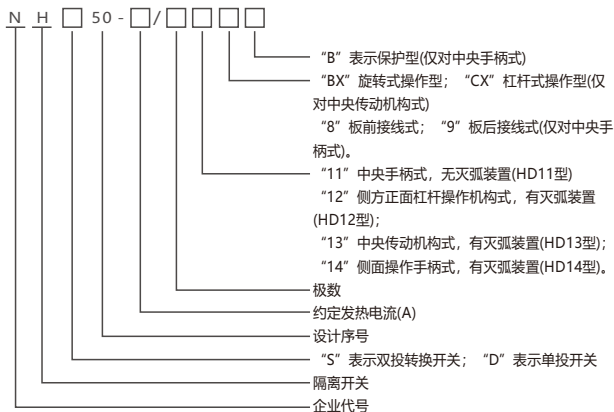 N H □ 50 - □ / □ □ □ □
“B” 表示保护型(仅对中央手柄式)
“BX” 旋转式操作型; “CX” 杠杆式操作型(仅
对中央传动机构式)
“8” 板前接线式; “9” 板后接线式(仅对中央手
柄式)。
“11” 中央手柄式, 无灭弧装置(HD11型)
“12” 侧方正面杠杆操作机构式, 有灭弧装置
(HD12型);
“13” 中央传动机构式, 有灭弧装置(HD13型);
“14” 侧面操作手柄式, 有灭弧装置(HD14型)。
极数
约定发热电流(A)
设计序号
“S” 表示双投转换开关; “D” 表示单投开关
隔离开关
企业代号